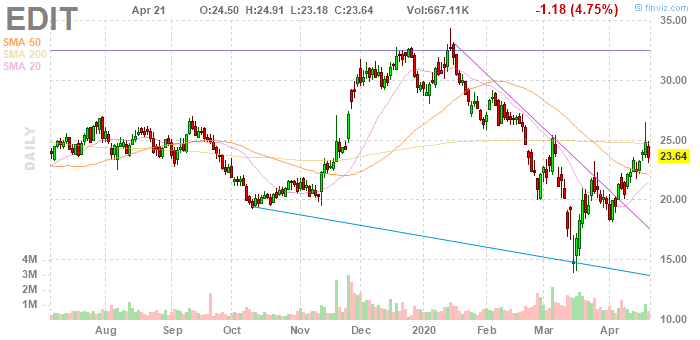 EDIT
Apr 21 O:24.50 H:24.91 L:23.18 C:23.64 Vol:667.11K -1.18 (4.75%)
© finviz.com
SMA 50
SMA 200
SMA 20
DAILY
35.00
30.00
25.00
23.64
20.00
15.00
10.00
4M
3M
2M
1M
Aug Sep Oct Nov Dec 2020 Feb Mar Apr